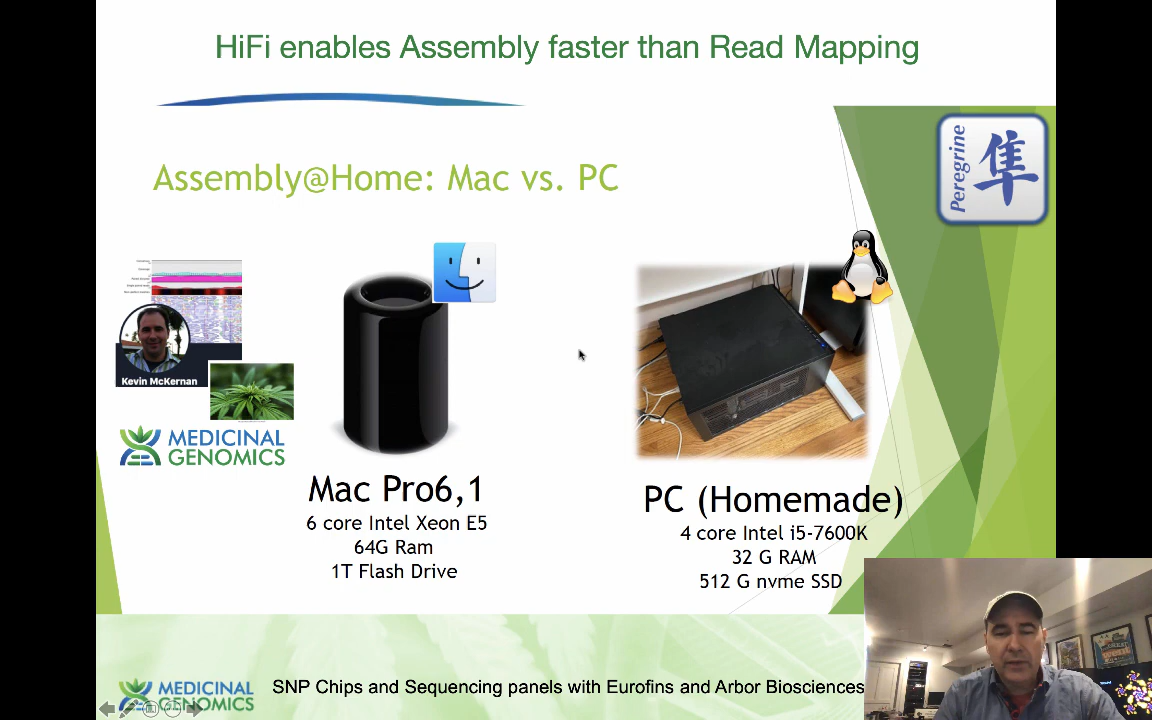 HiFi enables Assembly faster than Read Mapping
Peregrine
隼
Assembly@Home: Mac vs. PC
Kevin McKernan
MEDICINAL
GENOMICS
Mac Pro6,1
6 core Intel Xeon E5
64G Ram
1T Flash Drive
PC (Homemade)
4 core Intel i5-7600K
32 G RAM
512 G nvme SSD
MEDICINAL
GENOMICS
SNP Chips and Sequencing panels with Eurofins and Arbor Biosciences